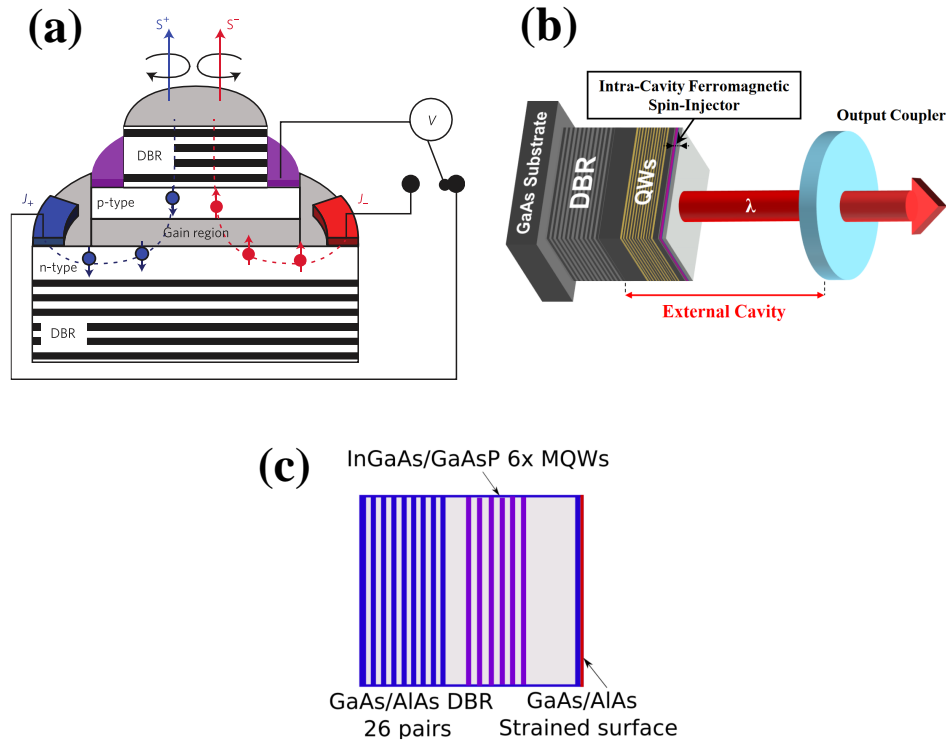 (a)
S⁺
S⁻
V
DBR
J₊
p-type
J₋
Gain region
n-type
DBR
(b)
Intra-Cavity Ferromagnetic
Spin-Injector
Output Coupler
GaAs Substrate
DBR
QWs
λ
External Cavity
(c)
InGaAs/GaAsP 6x MQWs
GaAs/AlAs DBR
26 pairs
GaAs/AlAs
Strained surface